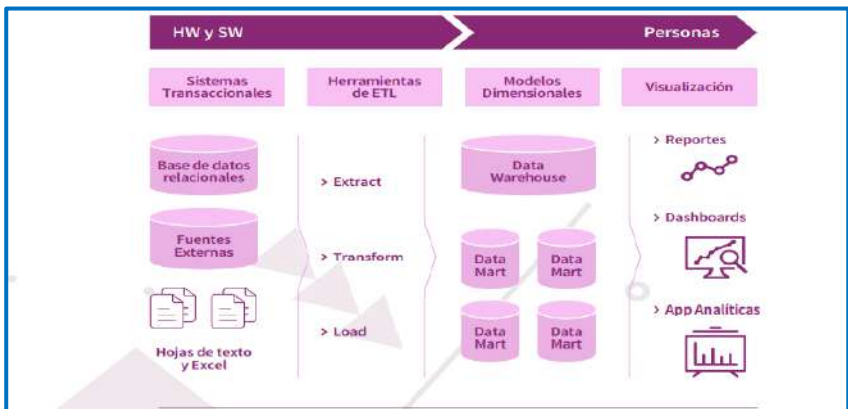 HW y SW
Personas
Sistemas
Transaccionales
Herramientas
de ETL
Modelos
Dimensionales
Visualización
Base de datos
relacionales
Fuentes
Externas
Hojas de texto
y Excel
> Extract
> Transform
> Load
Data
Warehouse
Data
Mart
Data
Mart
Data
Mart
Data
Mart
> Reportes
> Dashboards
> App Analíticas